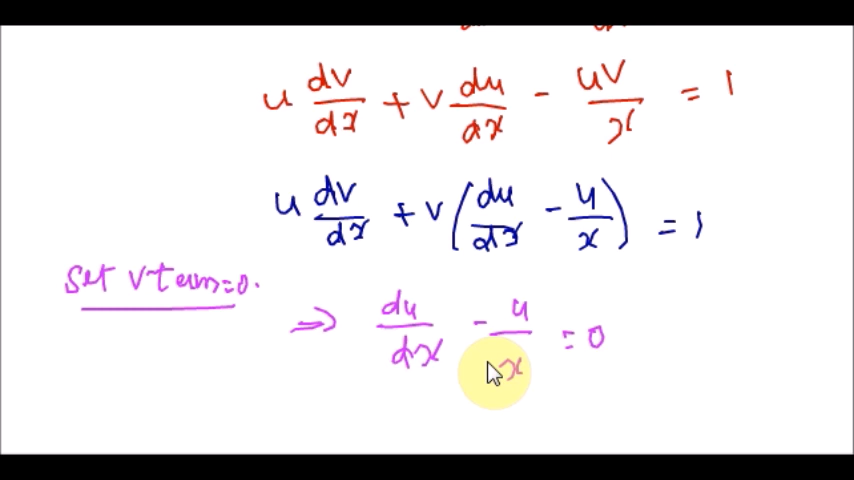 u dv/dx + v du/dx - uv/x = 1
u dv/dx + v(du/dx - u/x) = 1
Set v term=0.
⇒ du/dx - u/x = 0